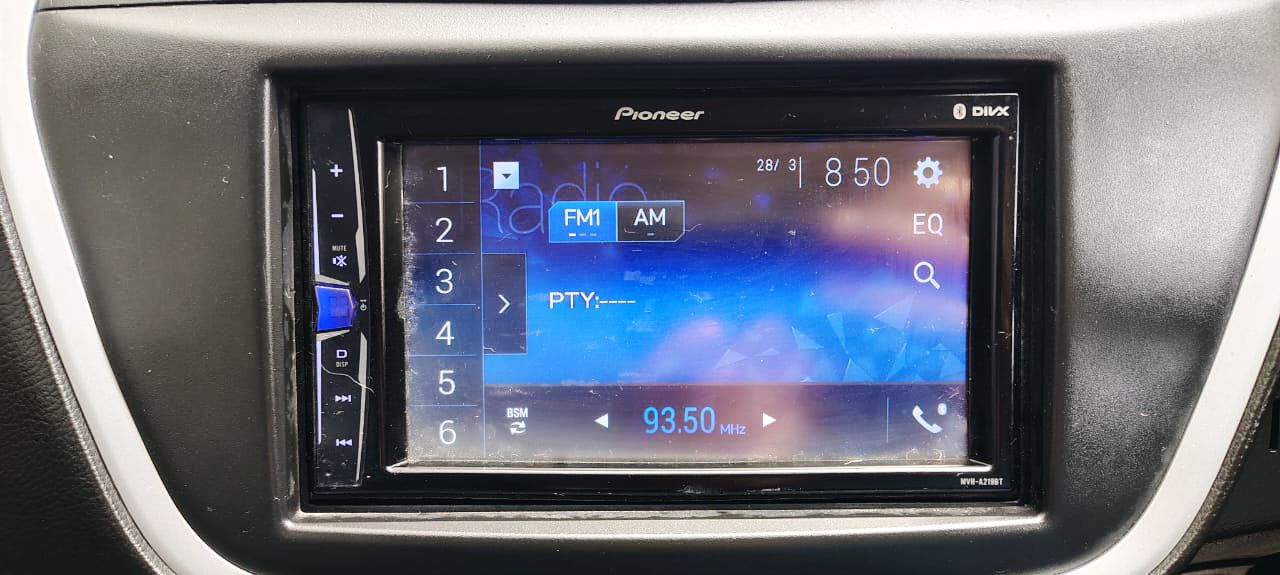 Pioneer
DIVX
+
-
MUTE
D
DISP
1
2
3
4
5
6
Radio
28/ 3
8 50
FM1
AM
EQ
PTY:----
BSM
93.50 MHz
MVH-A219BT